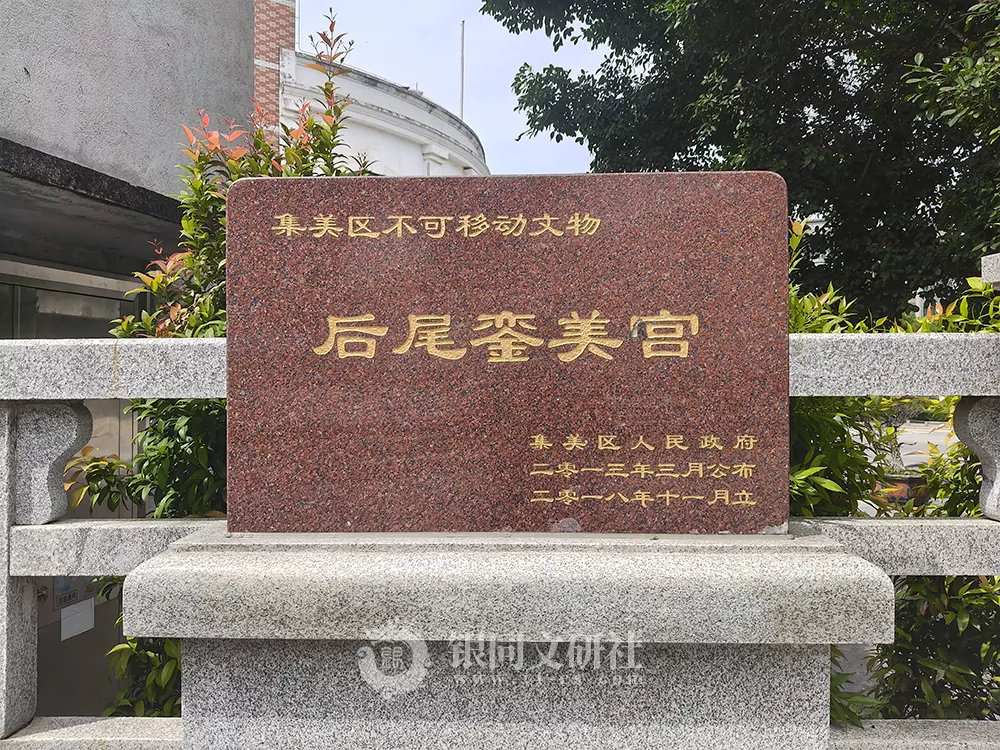 集美区不可移动文物
后尾銮美宫
集美区人民政府
二零一三年三月公布
二零一八年十一月立
银同文研社